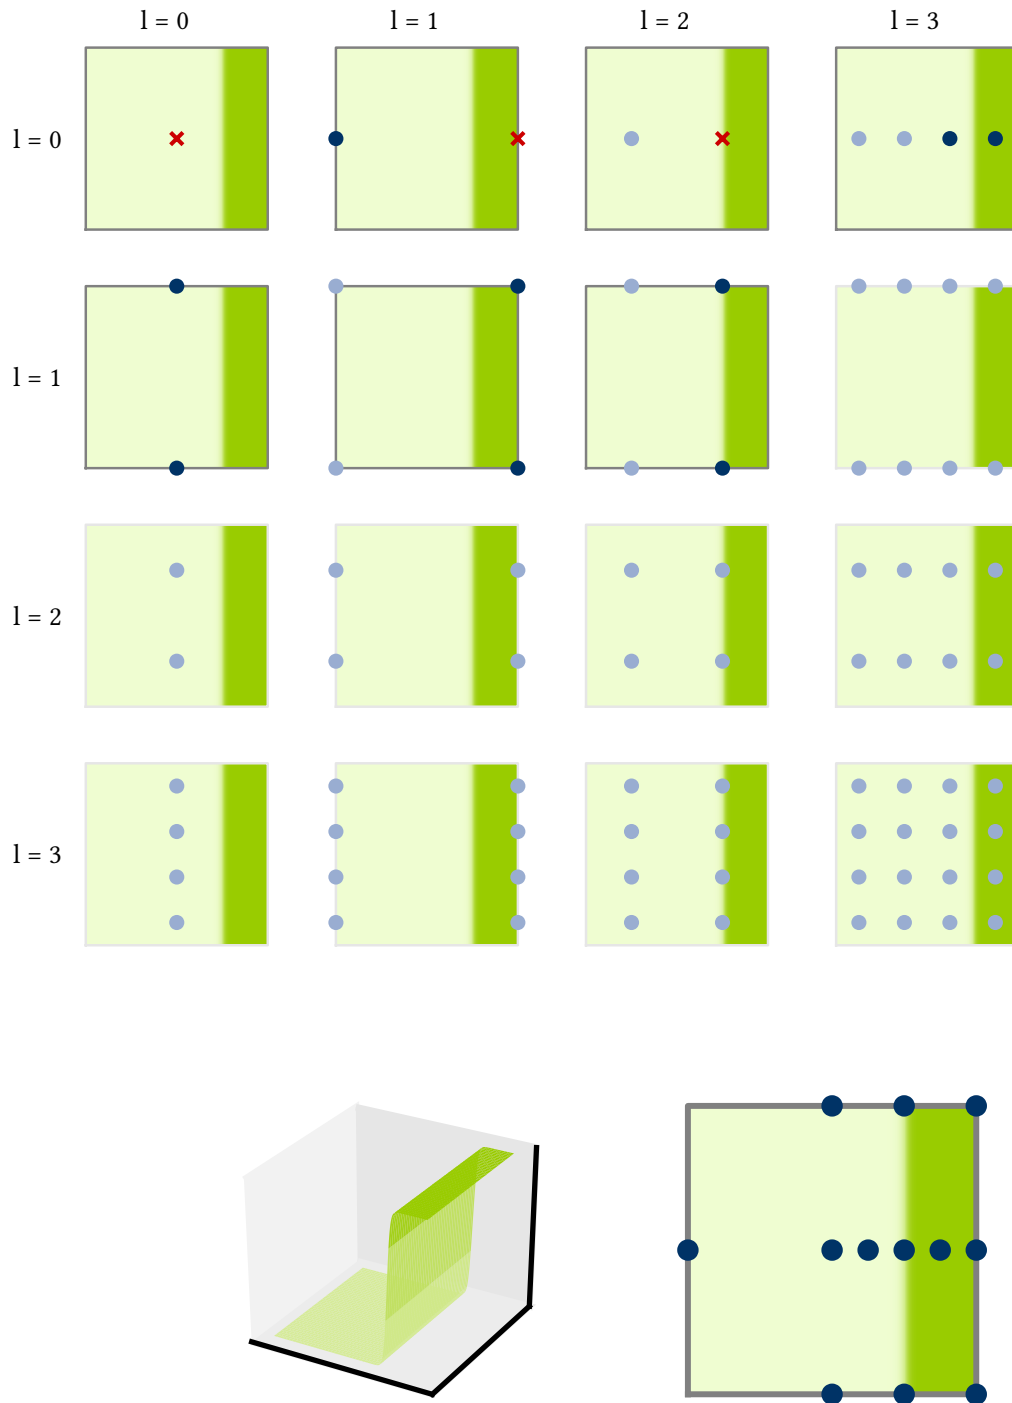 l = 0 l = 1 l = 2 l = 3
l = 0
l = 1
l = 2
l = 3